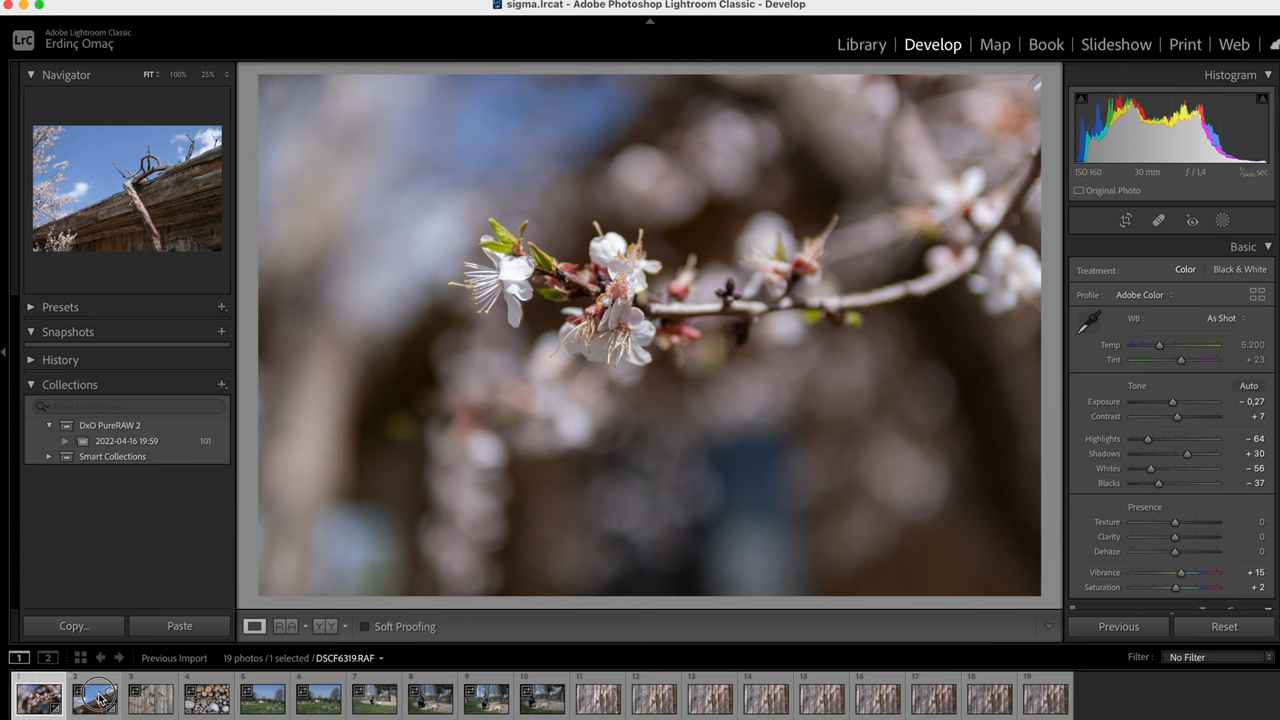 sigma.lrcat - Adobe Photoshop Lightroom Classic - Develop
LrC
Adobe Lightroom Classic
Erdinç Omaç
Library
Develop
Map
Book
Slideshow
Print
Web
Navigator
FIT
100%
25%
Histogram
ISO 160
30 mm
ƒ / 1,4
Original Photo
Basic
Treatment :
Color
Black & White
Profile :
Adobe Color
WB :
As Shot
Temp
5.200
Tint
+ 23
Tone
Auto
Exposure
– 0,27
Contrast
+ 7
Highlights
– 64
Shadows
+ 30
Whites
– 56
Blacks
– 37
Presence
Texture
0
Clarity
0
Dehaze
0
Vibrance
+ 15
Saturation
+ 2
Presets
Snapshots
History
Collections
Filter Collections
DxO PureRAW 2
2022-04-16 19:59
101
Smart Collections
Copy...
Paste
Soft Proofing
Previous
Reset
1
2
Previous Import
19 photos / 1 selected / DSCF6319.RAF
Filter :
No Filter
1
2
3
4
5
6
7
8
9
10
11
12
13
14
15
16
17
18
19